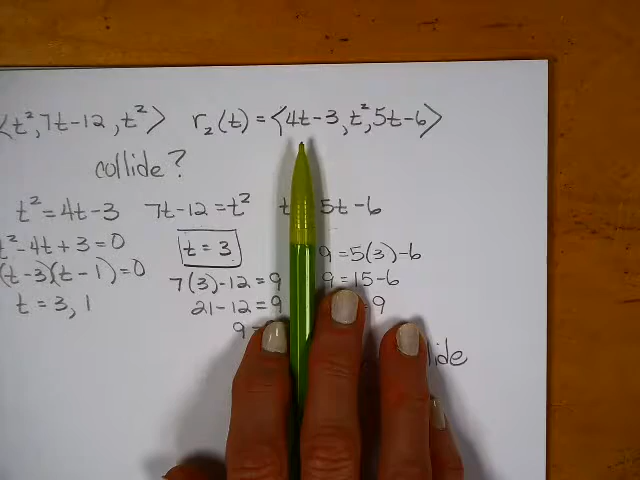 ⟨t²,7t-12,t²⟩ r₂(t)=⟨4t-3,t²,5t-6⟩
collide?
t²=4t-3 7t-12=t² t 5t-6
t²-4t+3=0 t=3 9=5(3)-6
(t-3)(t-1)=0 7(3)-12=9 9=15-6
t=3,1 21-12=9 9
9